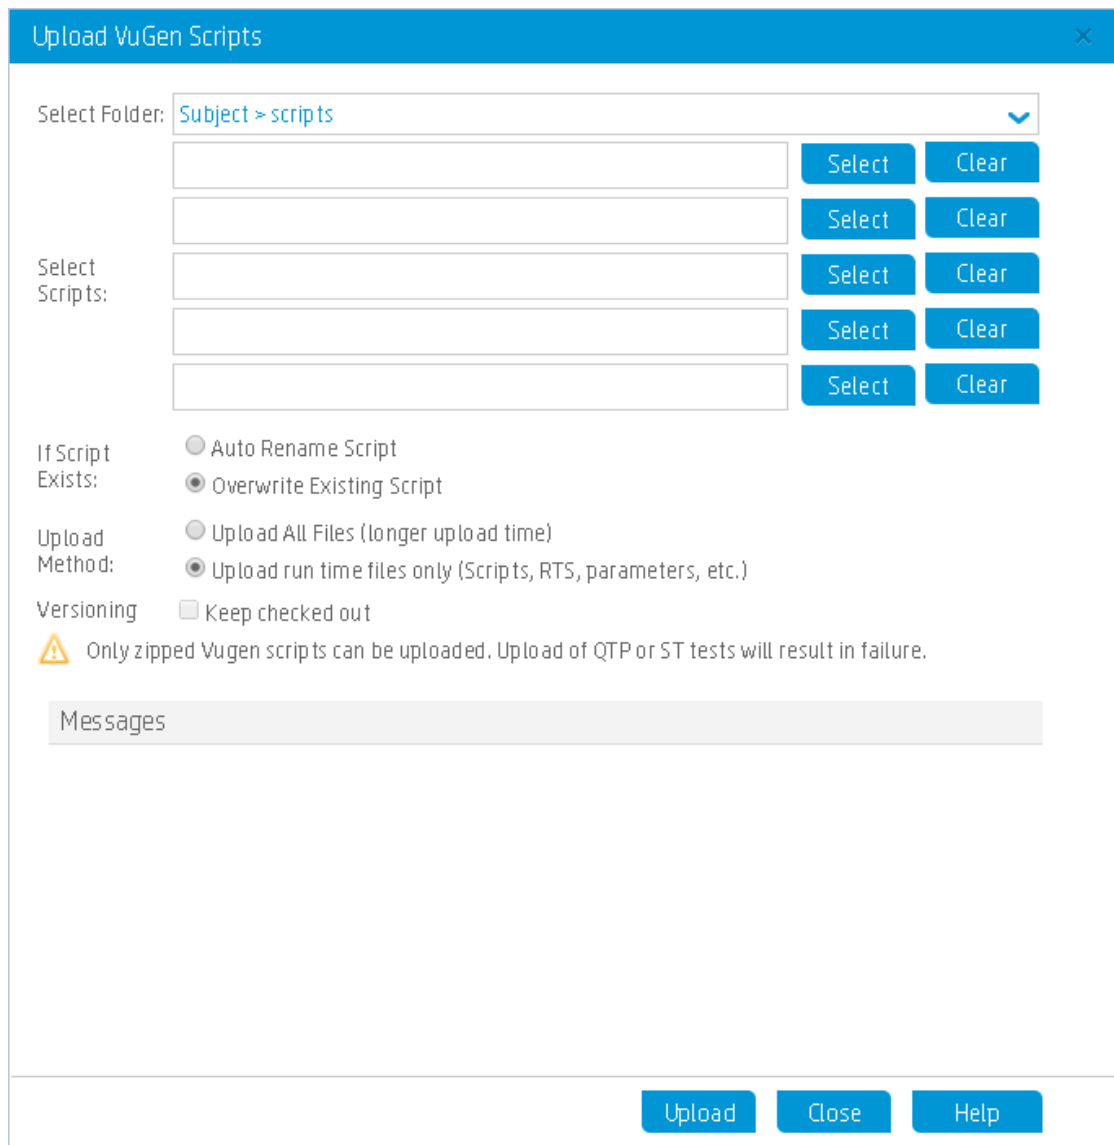 Upload VuGen Scripts
Select Folder: Subject > scripts
Select Clear
Select Clear
Select
Scripts:
Select Clear
Select Clear
Select Clear
If Script
Exists:
Auto Rename Script
Overwrite Existing Script
Upload
Method:
Upload All Files (longer upload time)
Upload run time files only (Scripts, RTS, parameters, etc.)
Versioning Keep checked out
Only zipped Vugen scripts can be uploaded. Upload of QTP or ST tests will result in failure.
Messages
Upload Close Help